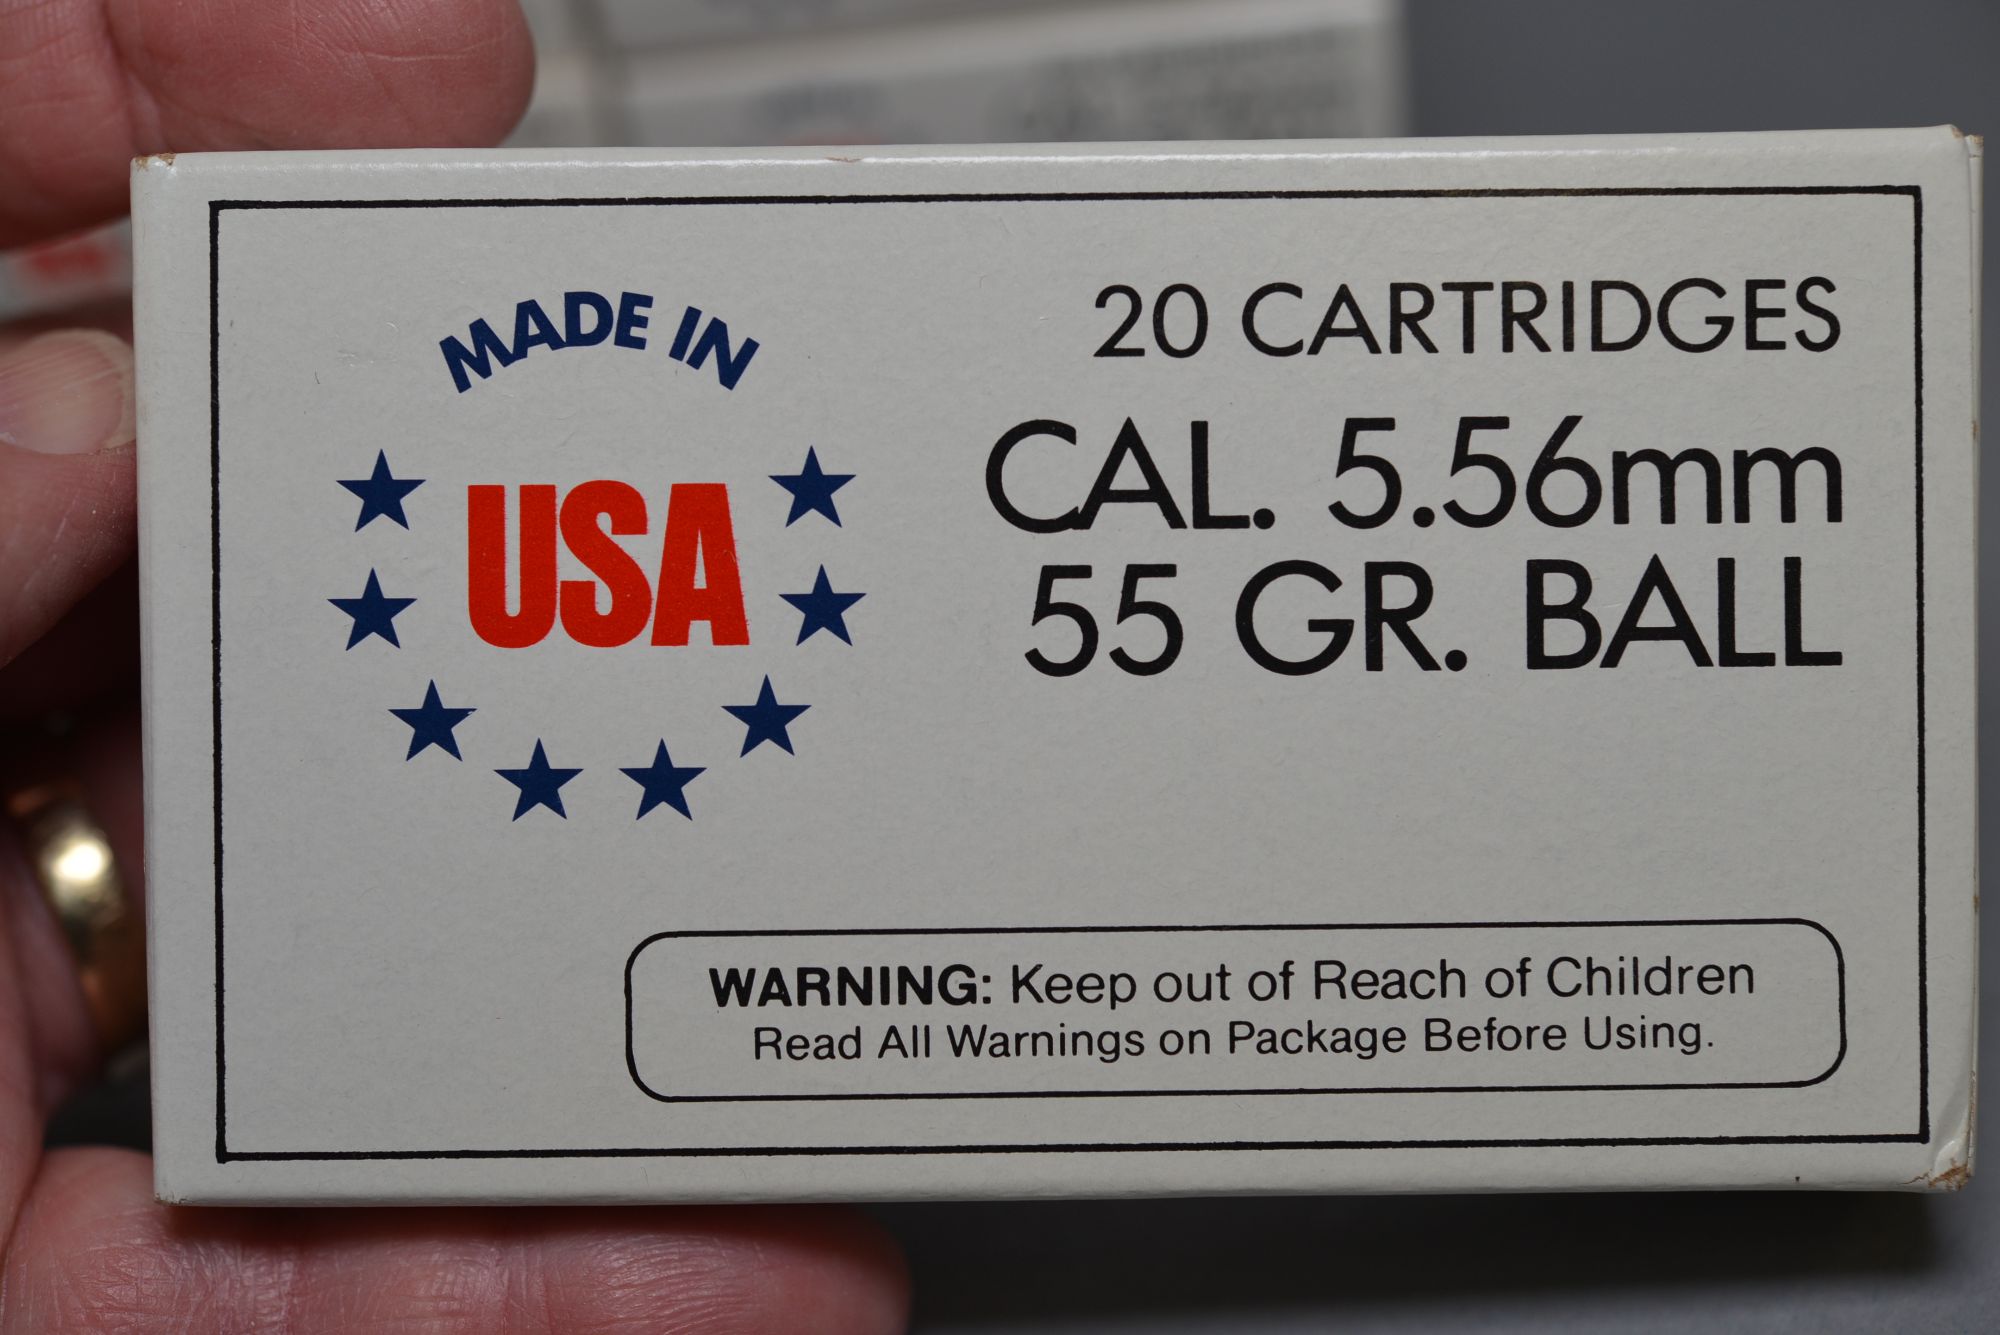 MADE IN
USA
20 CARTRIDGES
CAL. 5.56mm
55 GR. BALL
WARNING: Keep out of Reach of Children
Read All Warnings on Package Before Using.